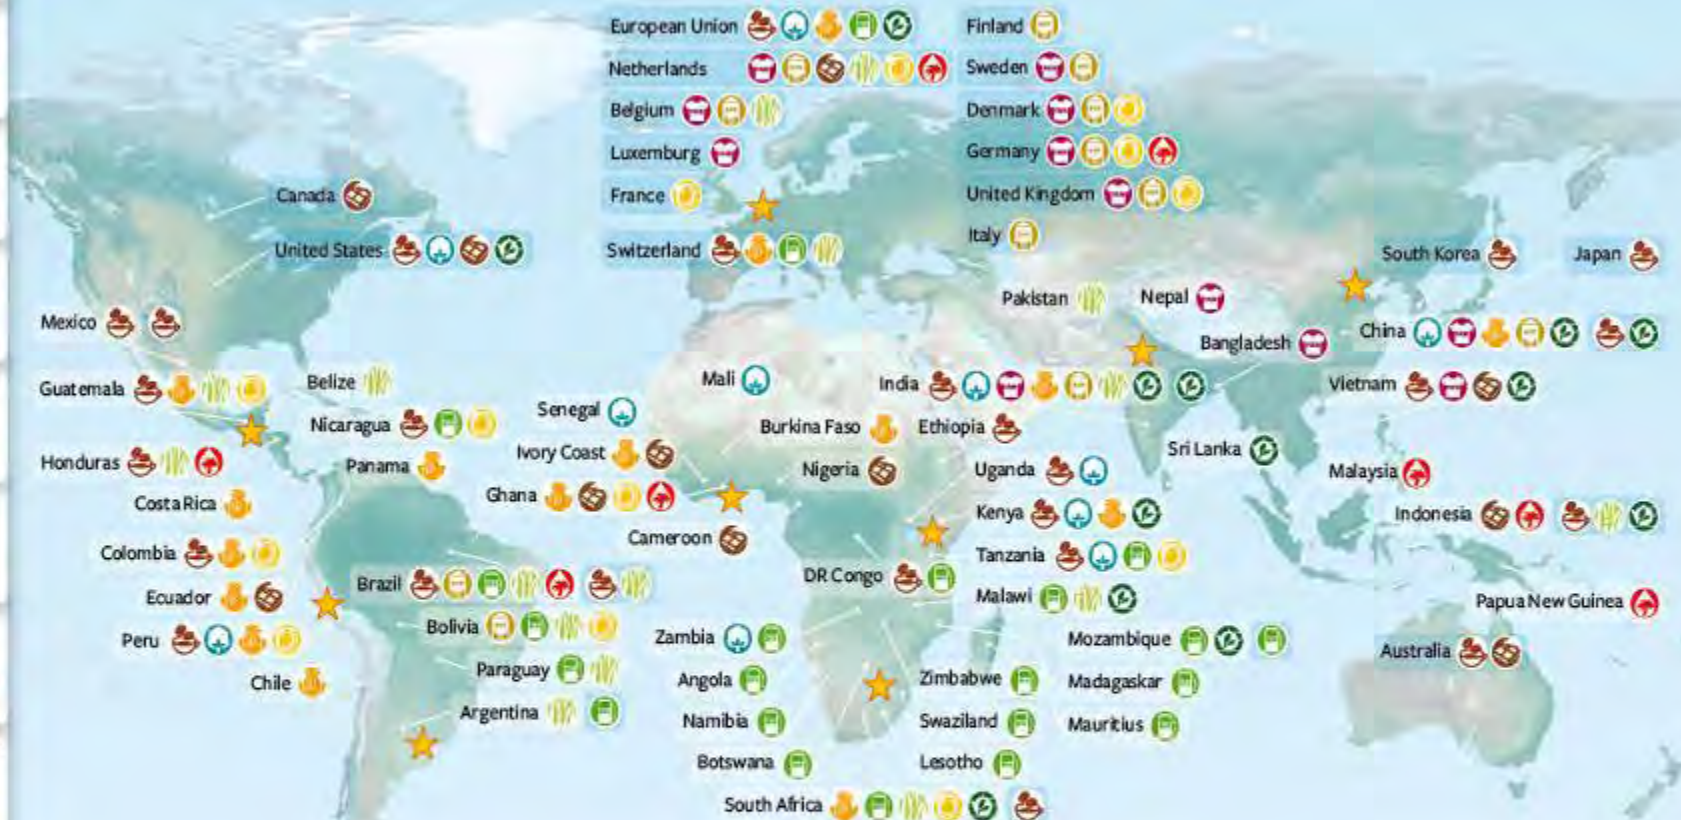 European Union
Finland
Netherlands
Sweden
Belgium
Denmark
Luxemburg
Germany
Canada
France
United Kingdom
Italy
United States
Switzerland
South Korea
Japan
Pakistan
Nepal
Mexico
Bangladesh
China
Guatemala
Belize
Mali
India
Vietnam
Nicaragua
Senegal
Burkina Faso
Ethiopia
Honduras
Panama
Ivory Coast
Nigeria
Uganda
Sri Lanka
Malaysia
Costa Rica
Ghana
Kenya
Indonesia
Colombia
Cameroon
Tanzania
Ecuador
Brazil
DR Congo
Malawi
Papua New Guinea
Peru
Bolivia
Zambia
Mozambique
Australia
Chile
Paraguay
Angola
Zimbabwe
Madagaskar
Argentina
Namibia
Swaziland
Mauritius
Botswana
Lesotho
South Africa